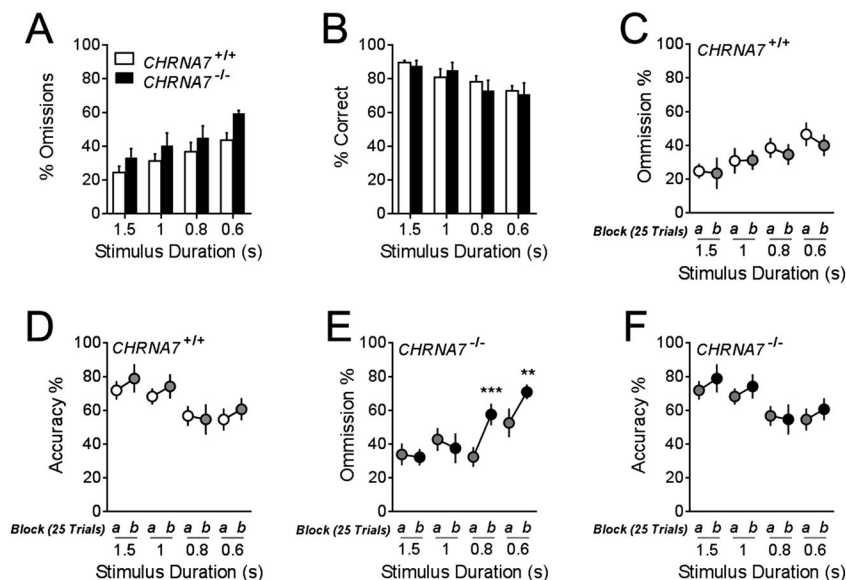 A
% Omissions
100
80
60
40
20
0
CHRNA7 +/+
CHRNA7 -/-
1.5 1 0.8 0.6
Stimulus Duration (s)
B
% Correct
100
80
60
40
20
0
1.5 1 0.8 0.6
Stimulus Duration (s)
C
CHRNA7 +/+
Ommission %
100
80
60
40
20
0
Block (25 Trials) a b a b a b a b
1.5 1 0.8 0.6
Stimulus Duration (s)
D
CHRNA7 +/+
Accuracy %
100
80
60
40
20
0
Block (25 Trials) a b a b a b a b
1.5 1 0.8 0.6
Stimulus Duration (s)
E
CHRNA7 -/-
Ommission %
100
80
60
40
20
0
*** **
Block (25 Trials) a b a b a b a b
1.5 1 0.8 0.6
Stimulus Duration (s)
F
CHRNA7 -/-
Accuracy %
100
80
60
40
20
0
Block (25 Trials) a b a b a b a b
1.5 1 0.8 0.6
Stimulus Duration (s)